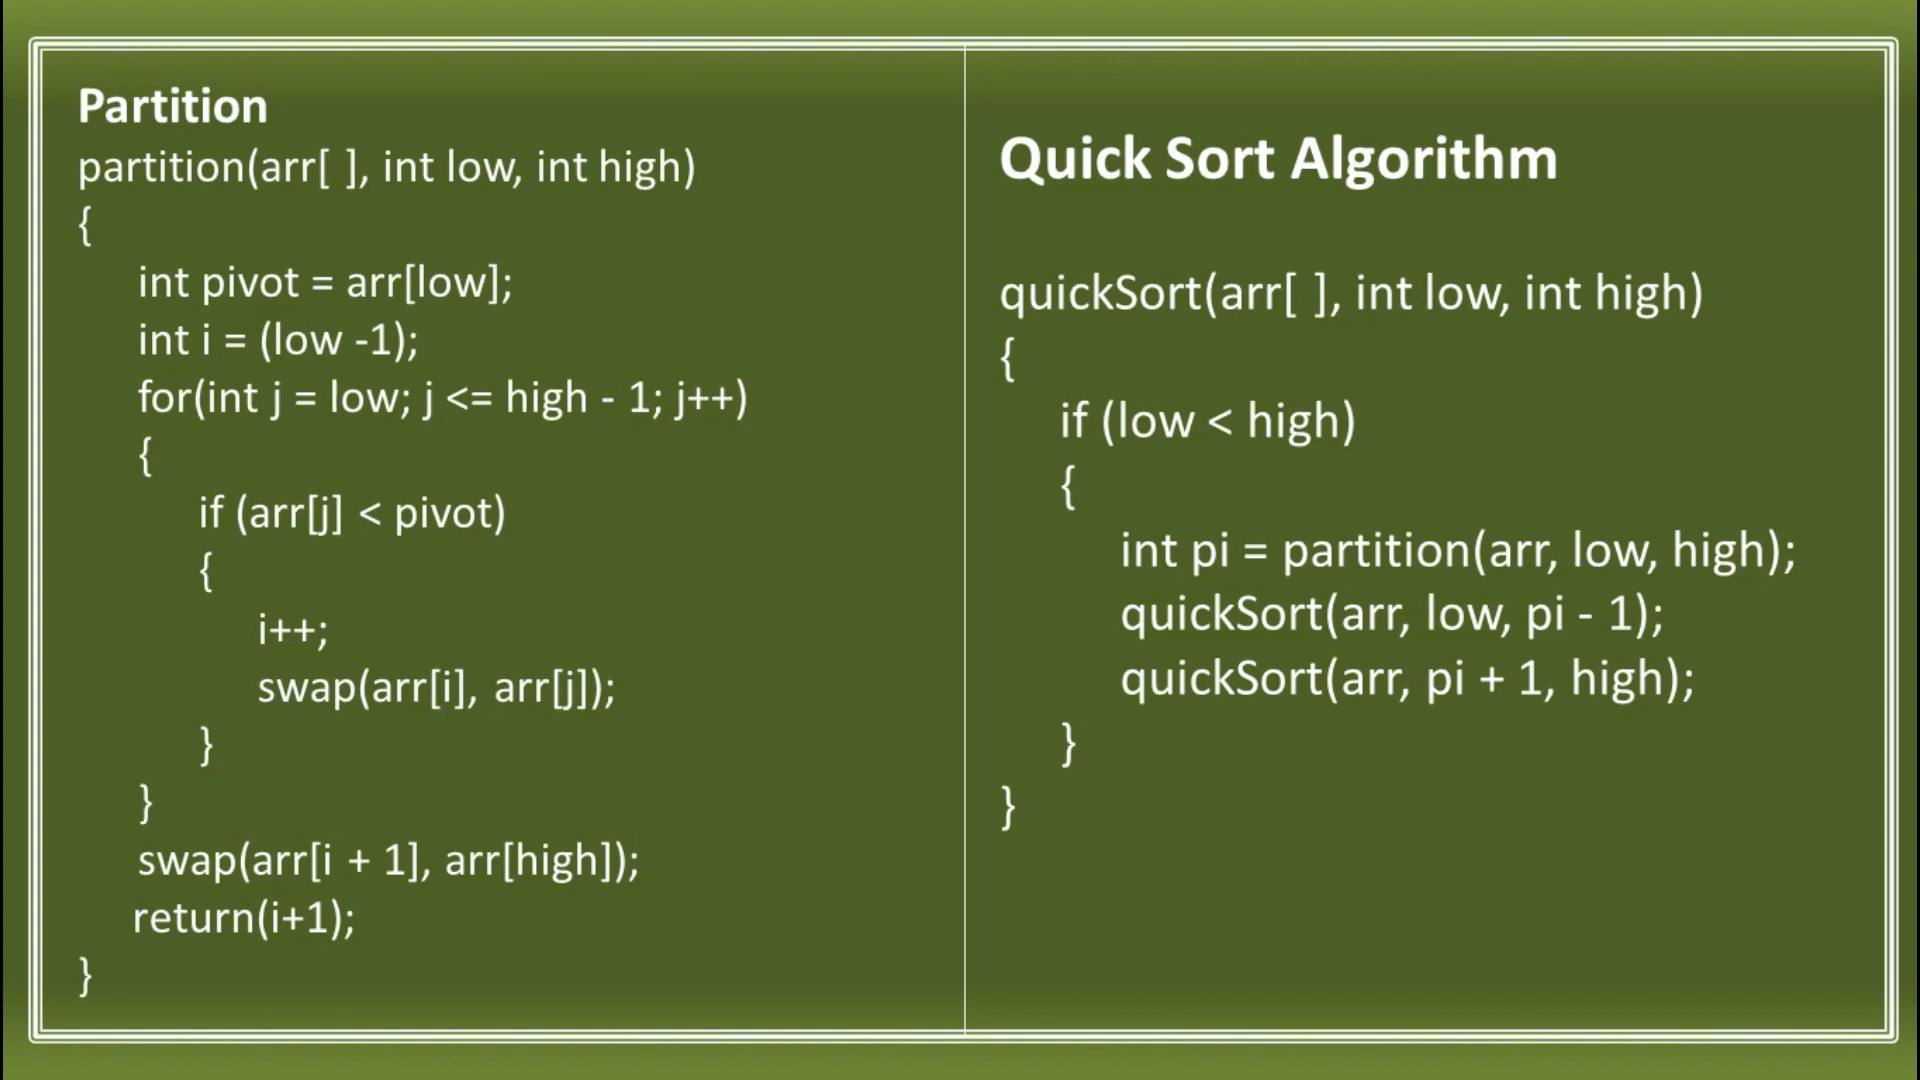 Partition
partition(arr[ ], int low, int high)
{
int pivot = arr[low];
int i = (low -1);
for(int j = low; j <= high - 1; j++)
{
if (arr[j] < pivot)
{
i++;
swap(arr[i], arr[j]);
}
}
swap(arr[i + 1], arr[high]);
return(i+1);
}
Quick Sort Algorithm
quickSort(arr[ ], int low, int high)
{
if (low < high)
{
int pi = partition(arr, low, high);
quickSort(arr, low, pi - 1);
quickSort(arr, pi + 1, high);
}
}